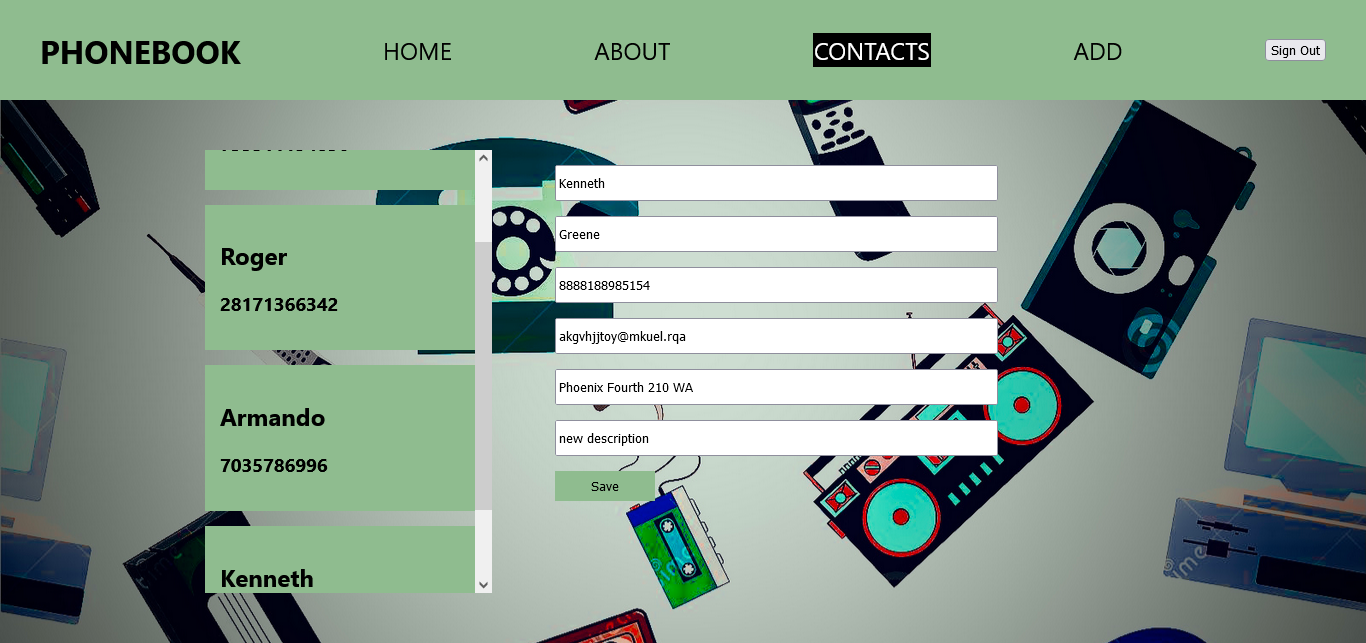 PHONEBOOK
HOME
ABOUT
CONTACTS
ADD
Sign Out
Roger
28171366342
Armando
7035786996
Kenneth
Kenneth
Greene
8888188985154
akgvhjjtoy@mkuel.rqa
Phoenix Fourth 210 WA
new description
Save